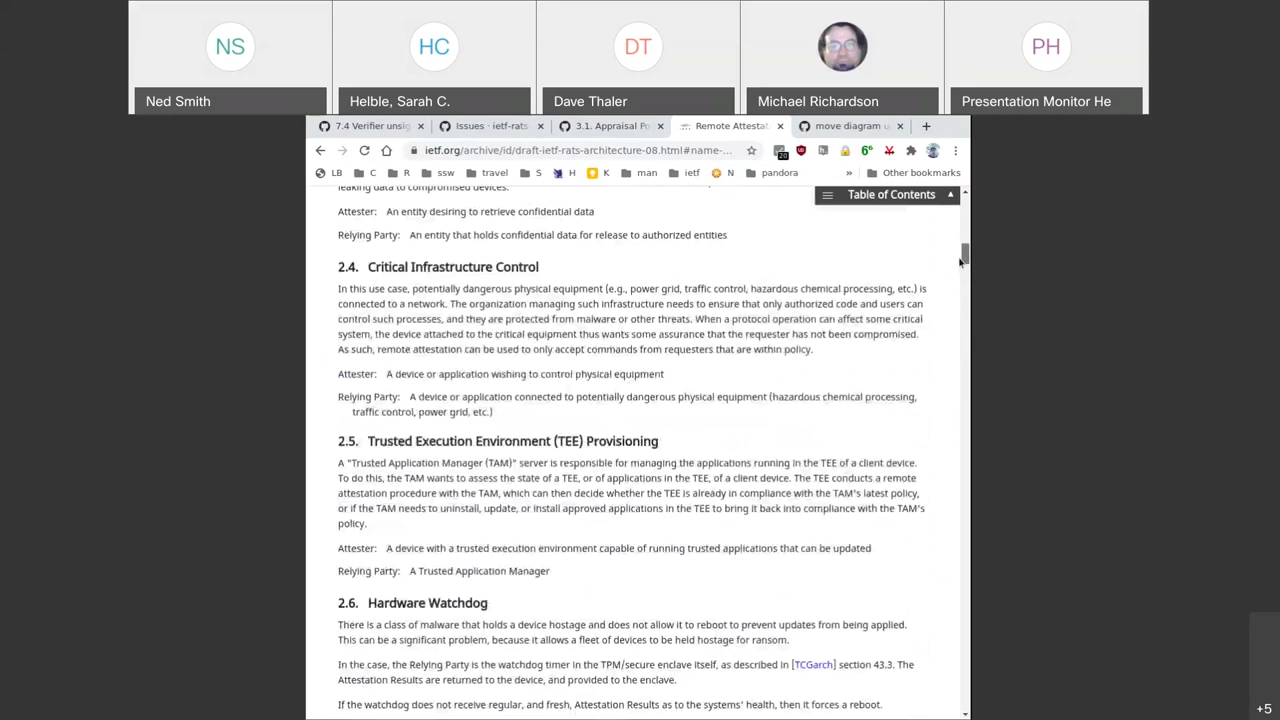 NS
HC
DT
PH
Ned Smith
Helble, Sarah C.
Dave Thaler
Michael Richardson
Presentation Monitor He
7.4 Verifier unsig
Issues · ietf-rats
3.1. Appraisal Po
Remote Attestat
move diagram u
ietf.org/archive/id/draft-ietf-rats-architecture-08.html#name-...
20
LB
C
R
ssw
travel
S
H
K
man
ietf
N
pandora
»
Other bookmarks
leaking data to compromised devices.
Table of Contents
Attester: An entity desiring to retrieve confidential data
Relying Party: An entity that holds confidential data for release to authorized entities
2.4. Critical Infrastructure Control
In this use case, potentially dangerous physical equipment (e.g., power grid, traffic control, hazardous chemical processing, etc.) is
connected to a network. The organization managing such infrastructure needs to ensure that only authorized code and users can
control such processes, and they are protected from malware or other threats. When a protocol operation can affect some critical
system, the device attached to the critical equipment thus wants some assurance that the requester has not been compromised.
As such, remote attestation can be used to only accept commands from requesters that are within policy.
Attester: A device or application wishing to control physical equipment
Relying Party: A device or application connected to potentially dangerous physical equipment (hazardous chemical processing,
traffic control, power grid, etc.)
2.5. Trusted Execution Environment (TEE) Provisioning
A "Trusted Application Manager (TAM)" server is responsible for managing the applications running in the TEE of a client device.
To do this, the TAM wants to assess the state of a TEE, or of applications in the TEE, of a client device. The TEE conducts a remote
attestation procedure with the TAM, which can then decide whether the TEE is already in compliance with the TAM's latest policy,
or if the TAM needs to uninstall, update, or install approved applications in the TEE to bring it back into compliance with the TAM's
policy.
Attester: A device with a trusted execution environment capable of running trusted applications that can be updated
Relying Party: A Trusted Application Manager
2.6. Hardware Watchdog
There is a class of malware that holds a device hostage and does not allow it to reboot to prevent updates from being applied.
This can be a significant problem, because it allows a fleet of devices to be held hostage for ransom.
In the case, the Relying Party is the watchdog timer in the TPM/secure enclave itself, as described in [TCGarch] section 43.3. The
Attestation Results are returned to the device, and provided to the enclave.
If the watchdog does not receive regular, and fresh, Attestation Results as to the systems' health, then it forces a reboot.
+5